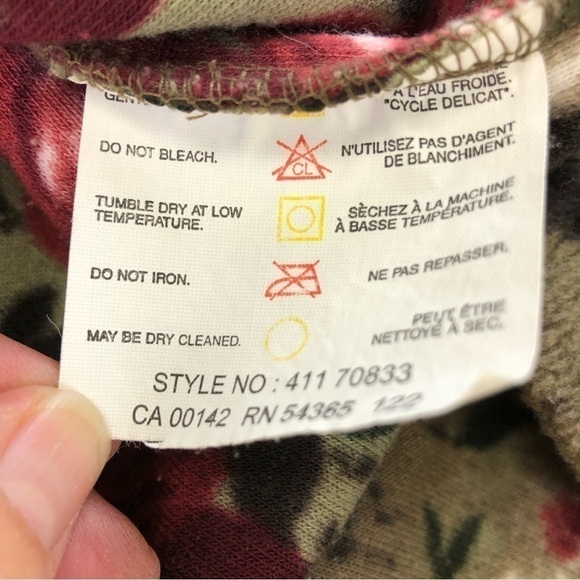 À L'EAU FROIDE.
"CYCLE DELICAT".
DO NOT BLEACH.
CL
N'UTILISEZ PAS D'AGENT
DE BLANCHIMENT.
TUMBLE DRY AT LOW
TEMPERATURE.
SÈCHEZ À LA MACHINE
À BASSE TEMPÉRATURE.
DO NOT IRON.
NE PAS REPASSER.
MAY BE DRY CLEANED.
PEUT ÊTRE
NETTOYÉ À SEC.
STYLE NO : 411 70833
CA 00142 RN 54365 122